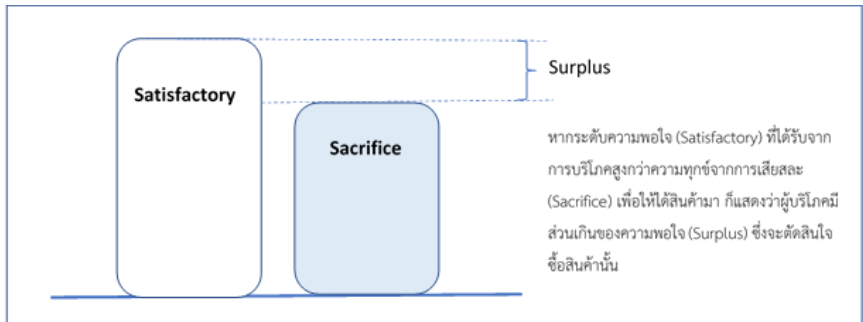 Satisfactory
Surplus
Sacrifice
หากระดับความพอใจ (Satisfactory) ที่ได้รับจาก
การบริโภคสูงกว่าความทุกข์จากการเสียสละ
(Sacrifice) เพื่อให้ได้สินค้ามา ก็แสดงว่าผู้บริโภคมี
ส่วนเกินของความพอใจ (Surplus) ซึ่งจะตัดสินใจ
ซื้อสินค้านั้น